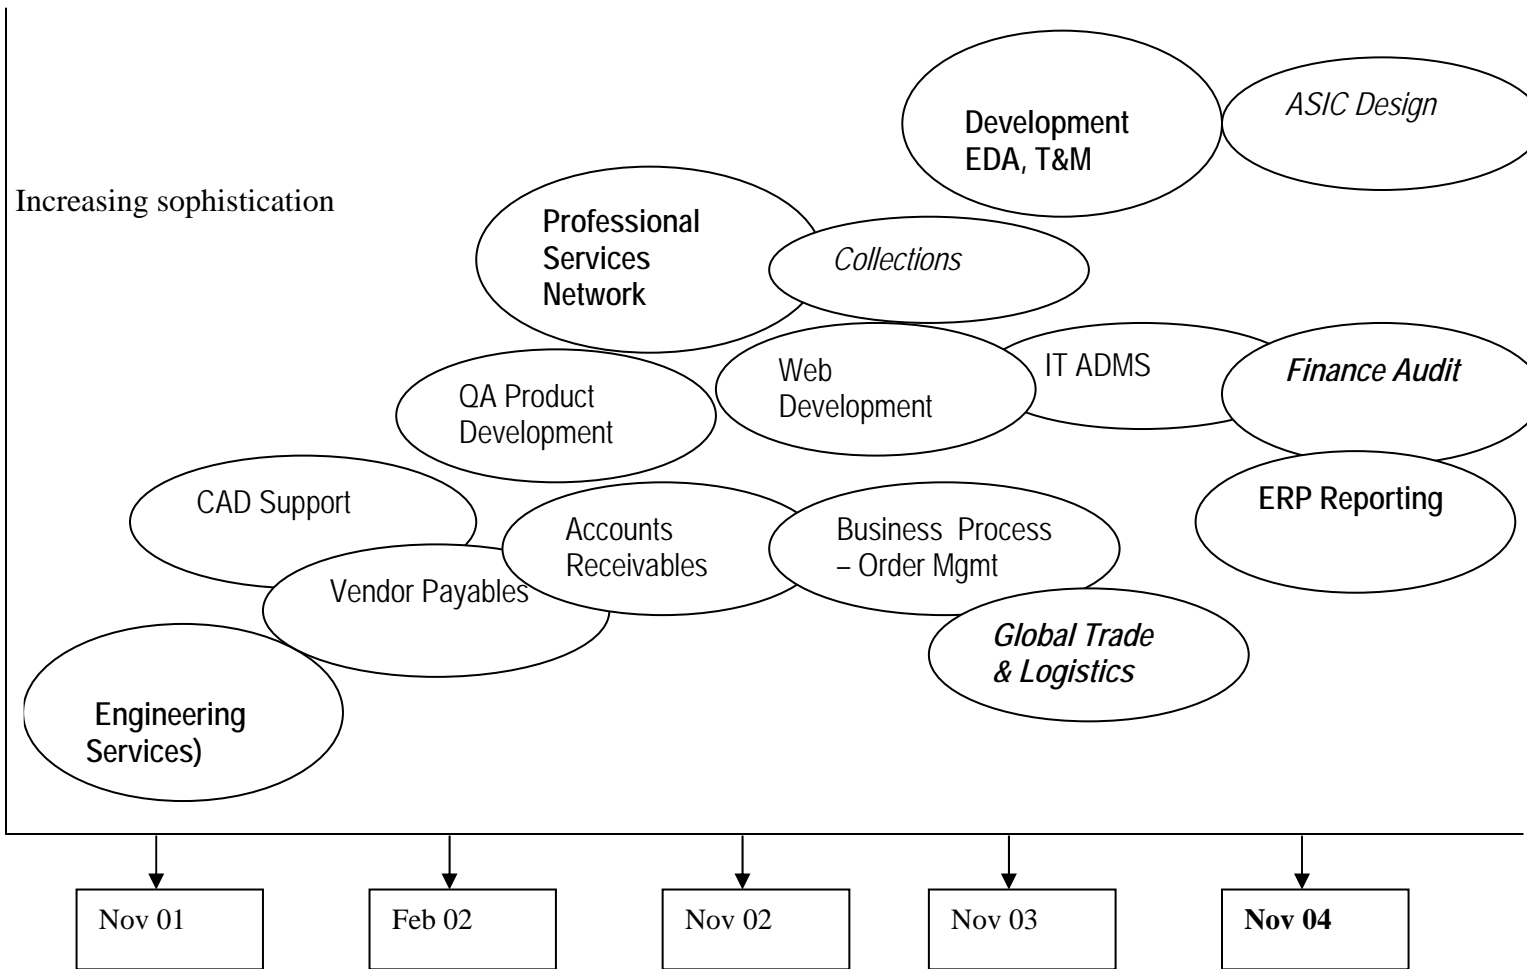 Development
EDA, T&M
ASIC Design
Increasing sophistication
Professional
Services
Network
Collections
QA Product
Development
Web
Development
IT ADMS
Finance Audit
CAD Support
Accounts
Receivables
Business Process
– Order Mgmt
ERP Reporting
Vendor Payables
Global Trade
& Logistics
Engineering
Services)
Nov 01
Feb 02
Nov 02
Nov 03
Nov 04